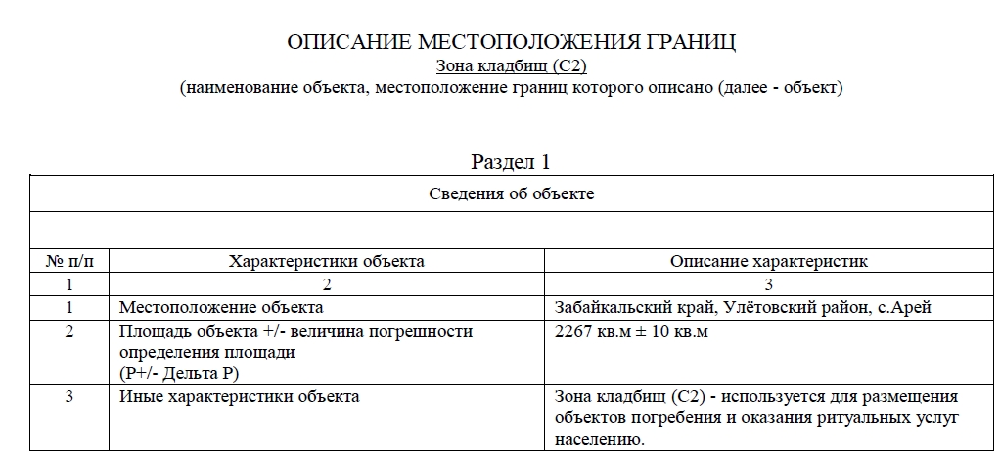 ОПИСАНИЕ МЕСТОПОЛОЖЕНИЯ ГРАНИЦ
Зона кладбищ (С2)
(наименование объекта, местоположение границ которого описано (далее - объект)
Раздел 1
Сведения об объекте
№ п/п Характеристики объекта Описание характеристик
1 2 3
1 Местоположение объекта Забайкальский край, Улётовский район, с.Арей
2 Площадь объекта +/- величина погрешности 2267 кв.м ± 10 кв.м
определения площади
(Р+/- Дельта Р)
3 Иные характеристики объекта Зона кладбищ (С2) - используется для размещения
объектов погребения и оказания ритуальных услуг
населению.